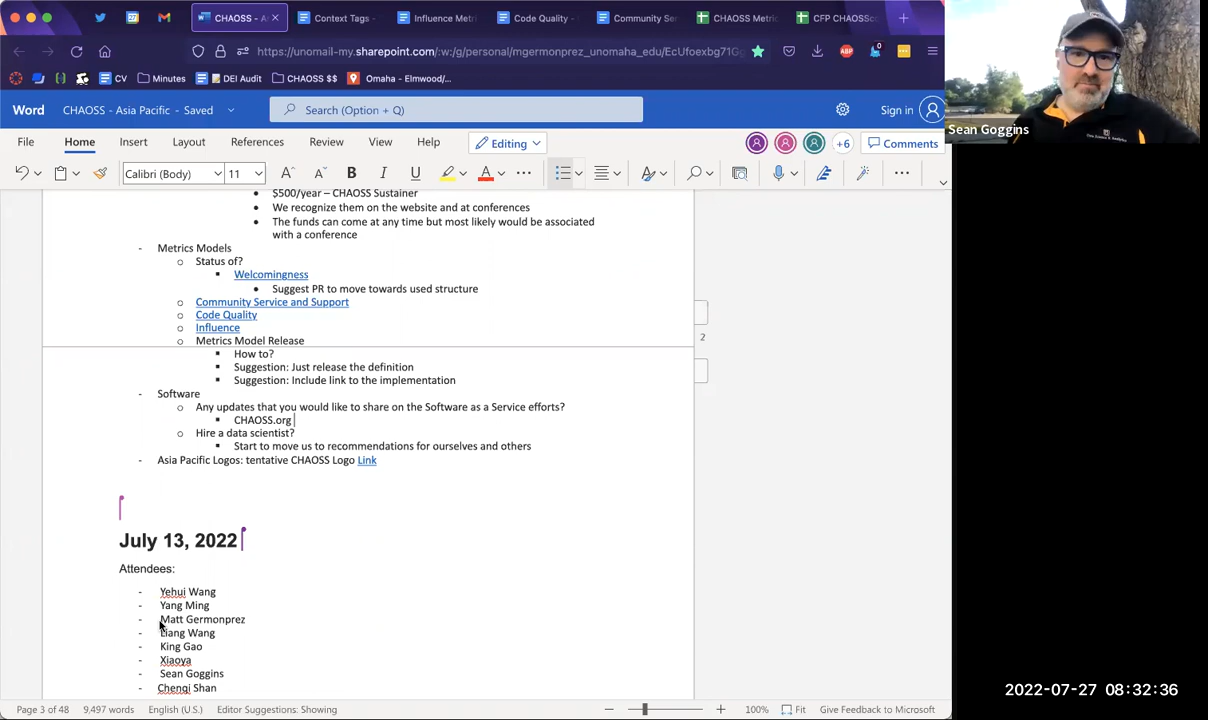 CHAOSS - A
Context Tags -
Influence Metr
Code Quality -
Community Ser
CHAOSS Metric
CFP CHAOSSc
https://unomail-my.sharepoint.com/:w:/g/personal/mgermonprez_unomaha_edu/EcUfoexbg71G
CV
Minutes
DEI Audit
CHAOSS $$
Omaha - Elmwood/...
Word
CHAOSS - Asia Pacific - Saved
Search (Option + Q)
Sign in
File
Home
Insert
Layout
References
Review
View
Help
Editing
+6
Comments
Calibri (Body)
11
$500/year – CHAOSS Sustainer
We recognize them on the website and at conferences
The funds can come at any time but most likely would be associated
with a conference
- Metrics Models
Status of?
Welcomingness
Suggest PR to move towards used structure
Community Service and Support
Code Quality
Influence
Metrics Model Release
2
How to?
Suggestion: Just release the definition
Suggestion: Include link to the implementation
- Software
Any updates that you would like to share on the Software as a Service efforts?
CHAOSS.org
Hire a data scientist?
Start to move us to recommendations for ourselves and others
- Asia Pacific Logos: tentative CHAOSS Logo Link
July 13, 2022
Attendees:
- Yehui Wang
- Yang Ming
- Matt Germonprez
- Liang Wang
- King Gao
- Xiaoya
- Sean Goggins
- Chenqi Shan
Page 3 of 48
9,497 words
English (U.S.)
Editor Suggestions: Showing
100%
Fit
Give Feedback to Microsoft
Sean Goggins
2022-07-27 08:32:36